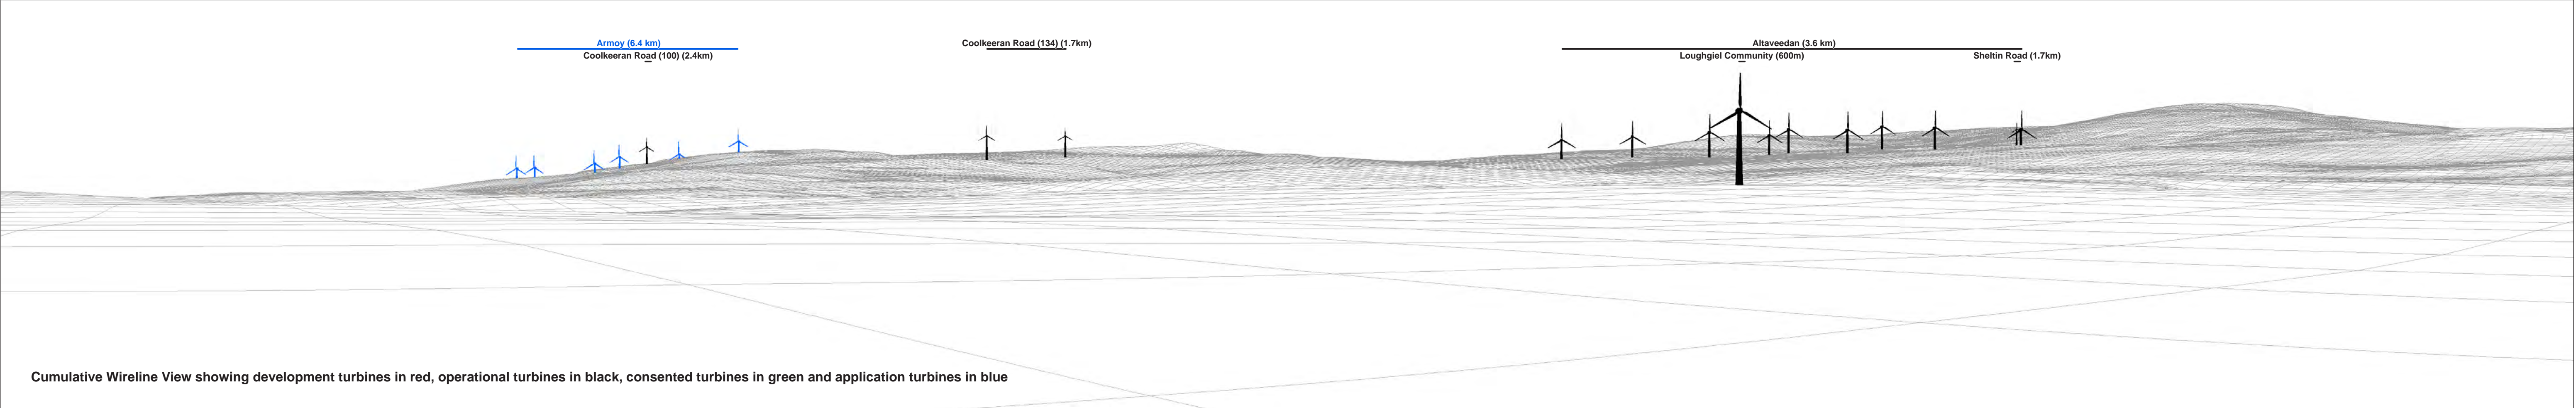 Armoy (6.4 km)
Coolkeeran Road (134) (1.7km)
Altaveedan (3.6 km)
Coolkeeran Road (100) (2.4km)
Loughgiel Community (600m)
Sheltin Road (1.7km)
Cumulative Wireline View showing development turbines in red, operational turbines in black, consented turbines in green and application turbines in blue